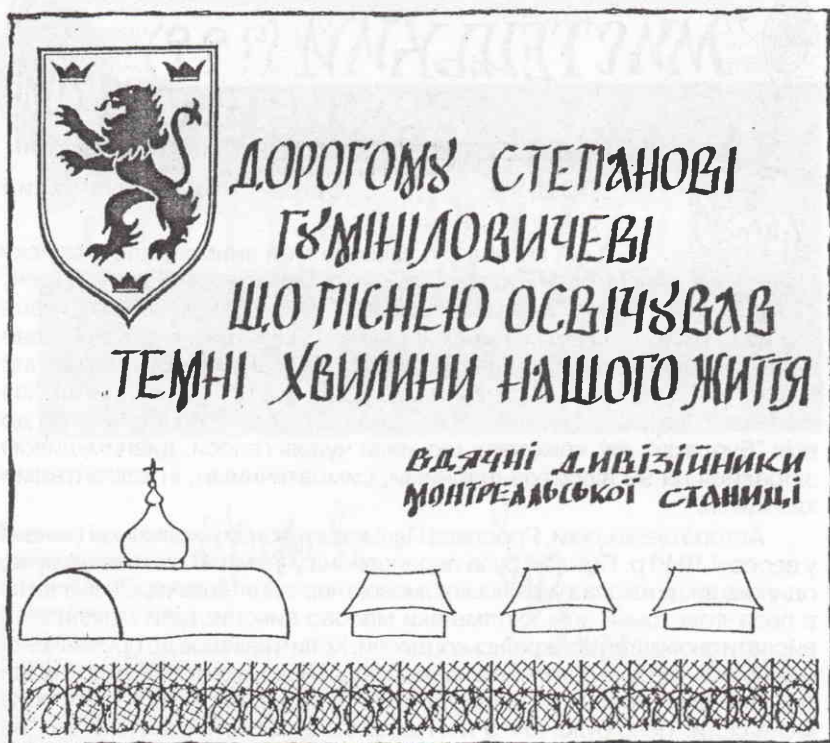 ДОРОГОМУ СТЕПАНОВІ
ГУМІНІЛОВИЧЕВІ
ЩО ПІСНЕЮ ОСВІЧУВАВ
ТЕМНІ ХВИЛИНИ НАШОГО ЖИТТЯ
ВДЯЧНІ ДИВІЗІЙНИКИ
МОНТРЕАЛЬСЬКОЇ СТАНИЦІ